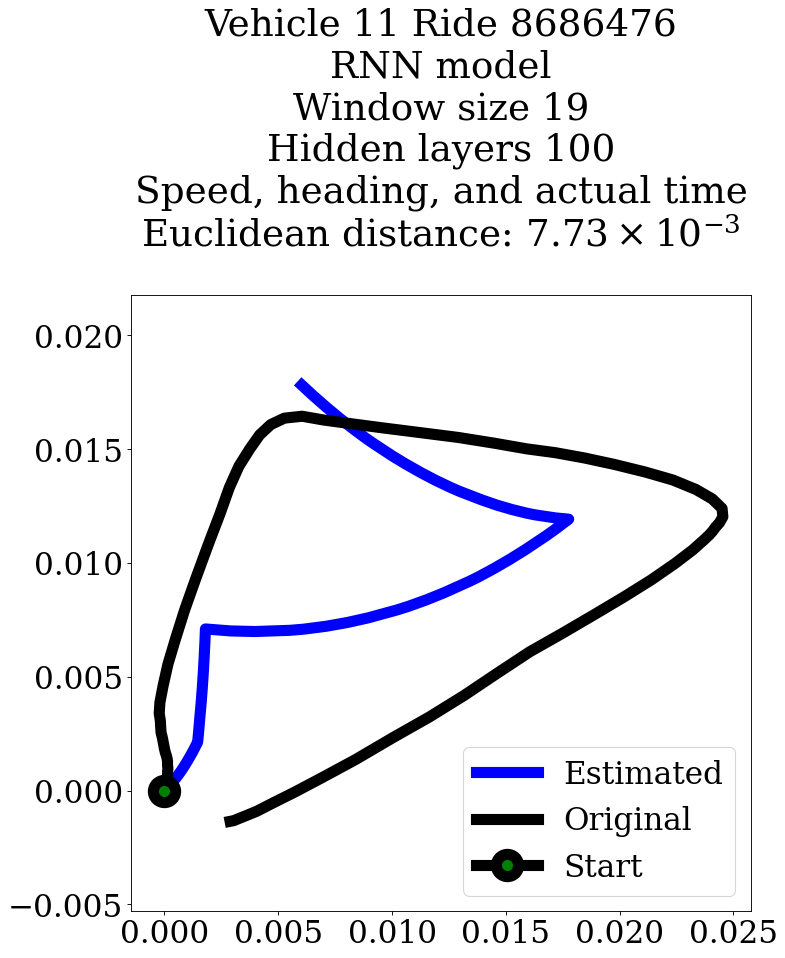 Vehicle 11 Ride 8686476
RNN model
Window size 19
Hidden layers 100
Speed, heading, and actual time
Euclidean distance: 7.73 × 10⁻³
0.020
0.015
0.010
0.005
0.000
−0.005
Estimated
Original
Start
0.000 0.005 0.010 0.015 0.020 0.025